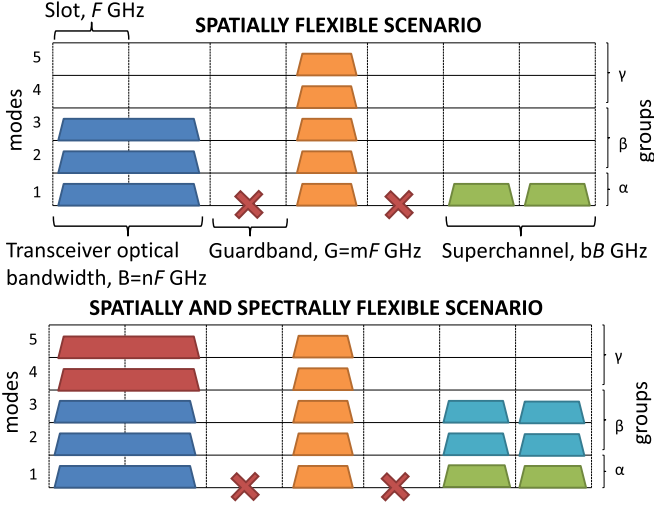 Slot, F GHz
SPATIALLY FLEXIBLE SCENARIO
modes
5
4
3
2
1
γ
β
α
groups
Transceiver optical
bandwidth, B=nF GHz
Guardband, G=mF GHz
Superchannel, bB GHz
SPATIALLY AND SPECTRALLY FLEXIBLE SCENARIO
modes
5
4
3
2
1
γ
β
α
groups